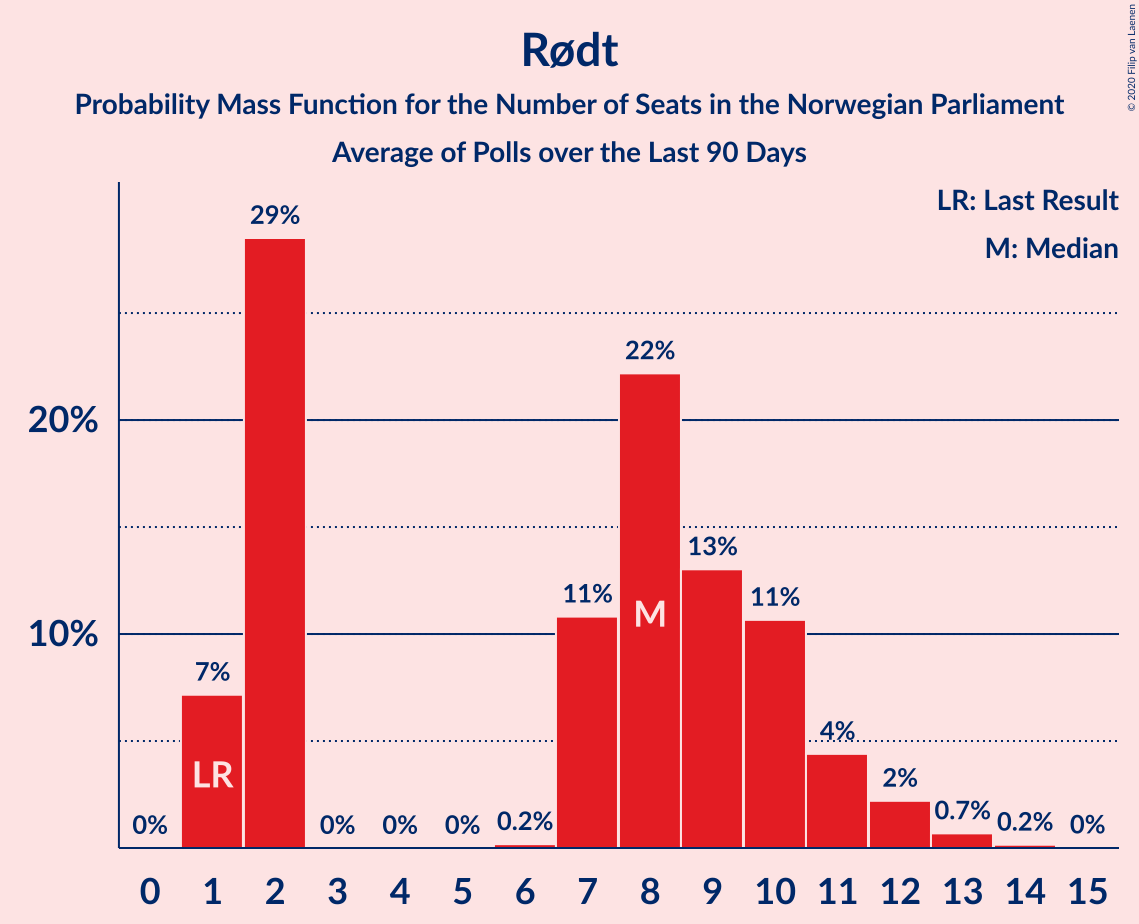 Rødt
Probability Mass Function for the Number of Seats in the Norwegian Parliament
Average of Polls over the Last 90 Days
© 2020 Filip van Laenen
LR: Last Result
M: Median
29%
22%
20%
13%
11%
11%
M
10%
7%
4%
LR
2%
0%
0%
0%
0%
0.2%
0.7%
0.2%
0%
0 1 2 3 4 5 6 7 8 9 10 11 12 13 14 15